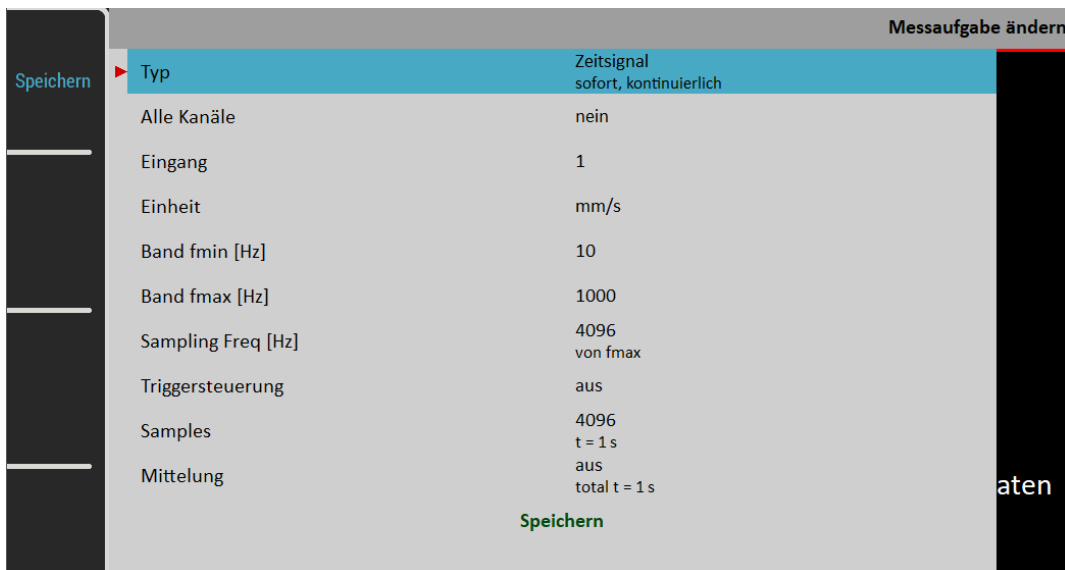 Messaufgabe ändern
Speichern
Typ
Zeitsignal
sofort, kontinuierlich
Alle Kanäle
nein
Eingang
1
Einheit
mm/s
Band fmin [Hz]
10
Band fmax [Hz]
1000
Sampling Freq [Hz]
4096
von fmax
Triggersteuerung
aus
Samples
4096
t = 1 s
Mittelung
aus
total t = 1 s
aten
Speichern